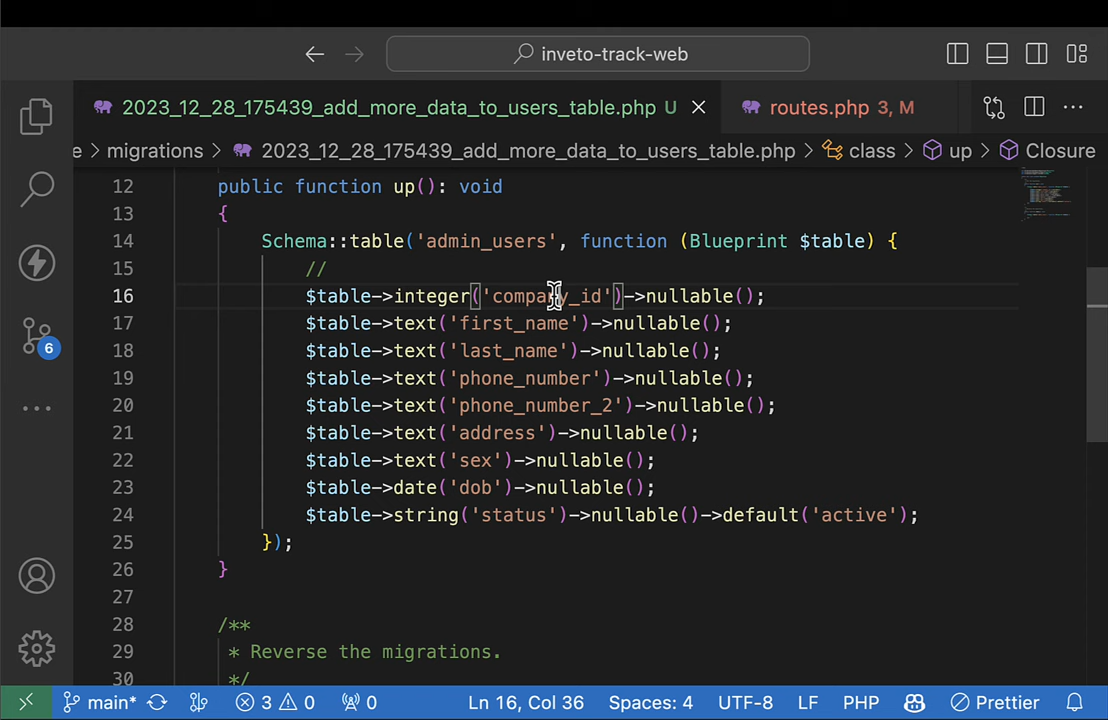 inveto-track-web
2023_12_28_175439_add_more_data_to_users_table.php U
routes.php 3, M
e > migrations > 2023_12_28_175439_add_more_data_to_users_table.php > class > up > Closure
12 public function up(): void
13 {
14 Schema::table('admin_users', function (Blueprint $table) {
15 //
16 $table->integer('company_id')->nullable();
17 $table->text('first_name')->nullable();
18 $table->text('last_name')->nullable();
19 $table->text('phone_number')->nullable();
20 $table->text('phone_number_2')->nullable();
21 $table->text('address')->nullable();
22 $table->text('sex')->nullable();
23 $table->date('dob')->nullable();
24 $table->string('status')->nullable()->default('active');
25 });
26 }
27
28 /**
29 * Reverse the migrations.
30 */
6
main* 3 0 0 Ln 16, Col 36 Spaces: 4 UTF-8 LF PHP Prettier